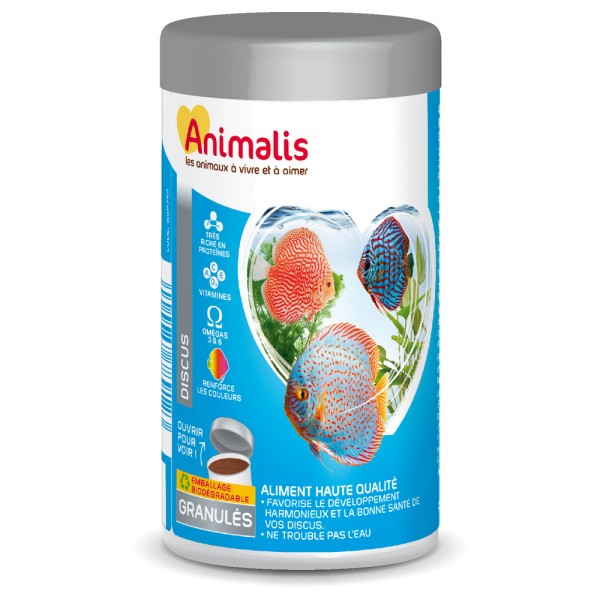 Animalis
les animaux à vivre et à aimer
TRÈS
RICHE EN
PROTÉINES
A C E
D3
VITAMINES
Ω
OMÉGAS
3 & 6
RENFORCE
LES COULEURS
DISCUS
OUVRIR
POUR
VOIR !
EMBALLAGE
BIODÉGRADABLE
GRANULÉS
ALIMENT HAUTE QUALITÉ
• FAVORISE LE DÉVELOPPEMENT
HARMONIEUX ET LA BONNE SANTÉ DE
VOS DISCUS.
• NE TROUBLE PAS L'EAU